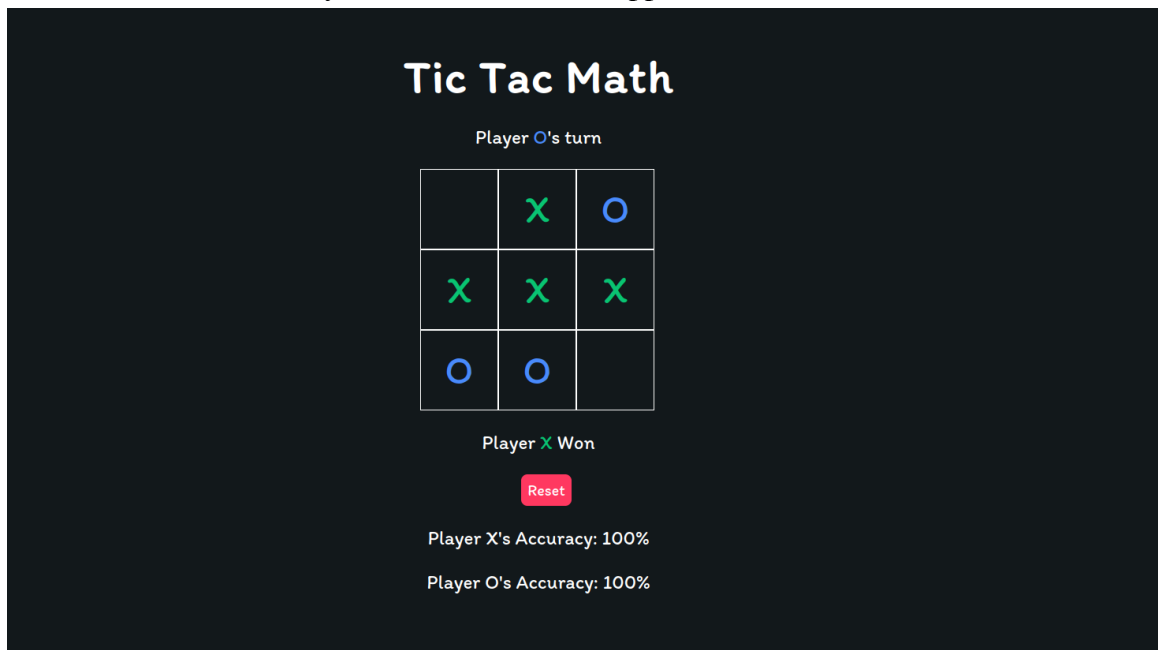 Tic Tac Math
Player O's turn
X O
X X X
O O
Player X Won
Reset
Player X's Accuracy: 100%
Player O's Accuracy: 100%